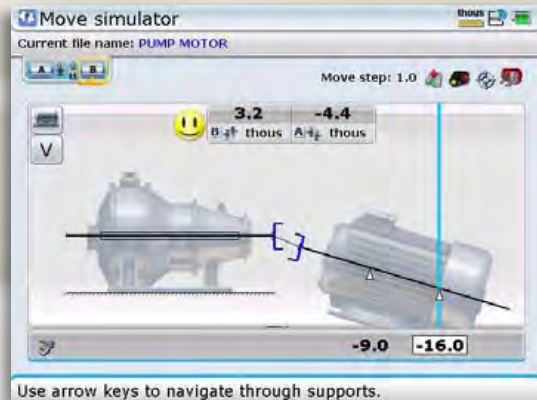 Move simulator
thous
Current file name: PUMP MOTOR
A B
Move step: 1.0
3.2 -4.4
B thous A thous
V
-9.0 -16.0
Use arrow keys to navigate through supports.